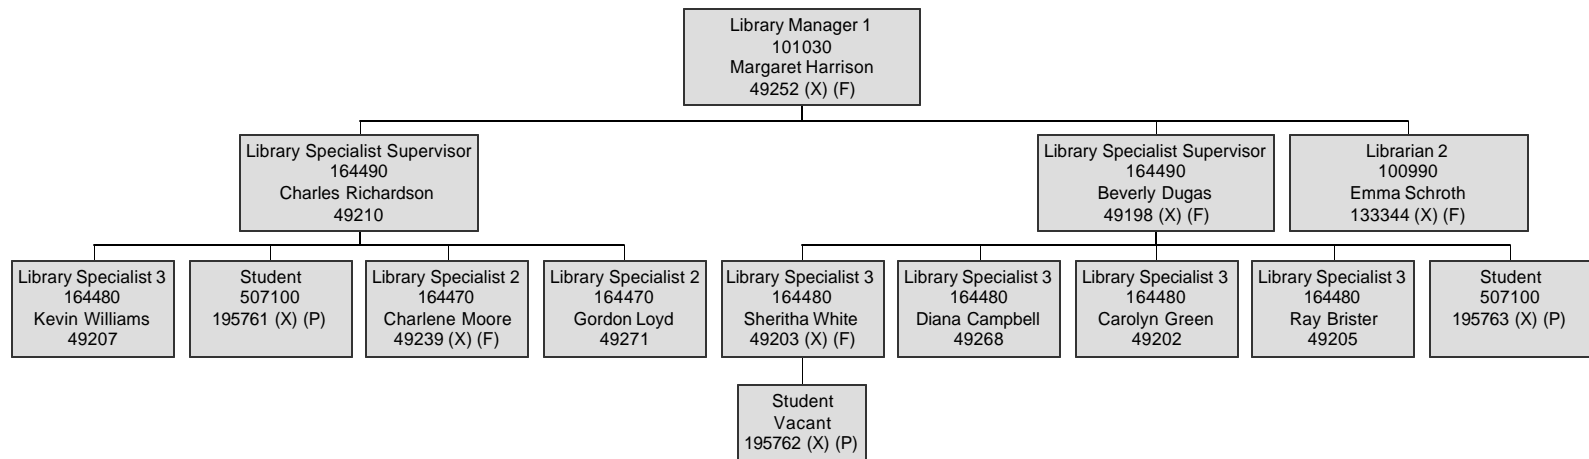 Library Manager 1
101030
Margaret Harrison
49252 (X) (F)
Library Specialist Supervisor
164490
Charles Richardson
49210
Library Specialist Supervisor
164490
Beverly Dugas
49198 (X) (F)
Librarian 2
100990
Emma Schroth
133344 (X) (F)
Library Specialist 3
164480
Kevin Williams
49207
Student
507100
195761 (X) (P)
Library Specialist 2
164470
Charlene Moore
49239 (X) (F)
Library Specialist 2
164470
Gordon Loyd
49271
Library Specialist 3
164480
Sheritha White
49203 (X) (F)
Library Specialist 3
164480
Diana Campbell
49268
Library Specialist 3
164480
Carolyn Green
49202
Library Specialist 3
164480
Ray Brister
49205
Student
507100
195763 (X) (P)
Student
Vacant
195762 (X) (P)